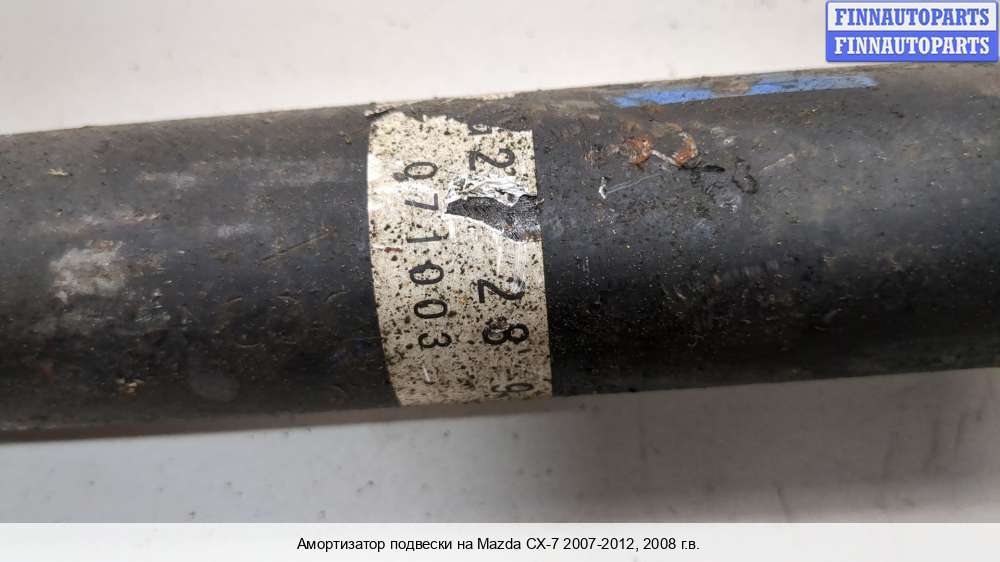 FINNAUTOPARTS
FINNAUTOPARTS
28
071003-
Амортизатор подвески на Mazda CX-7 2007-2012, 2008 г.в.